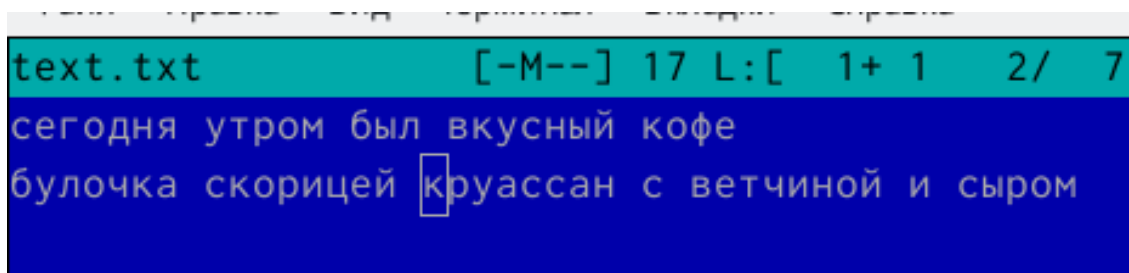 text.txt [-M--] 17 L:[ 1+ 1 2/ 7
сегодня утром был вкусный кофе
булочка скорицей круассан с ветчиной и сыром